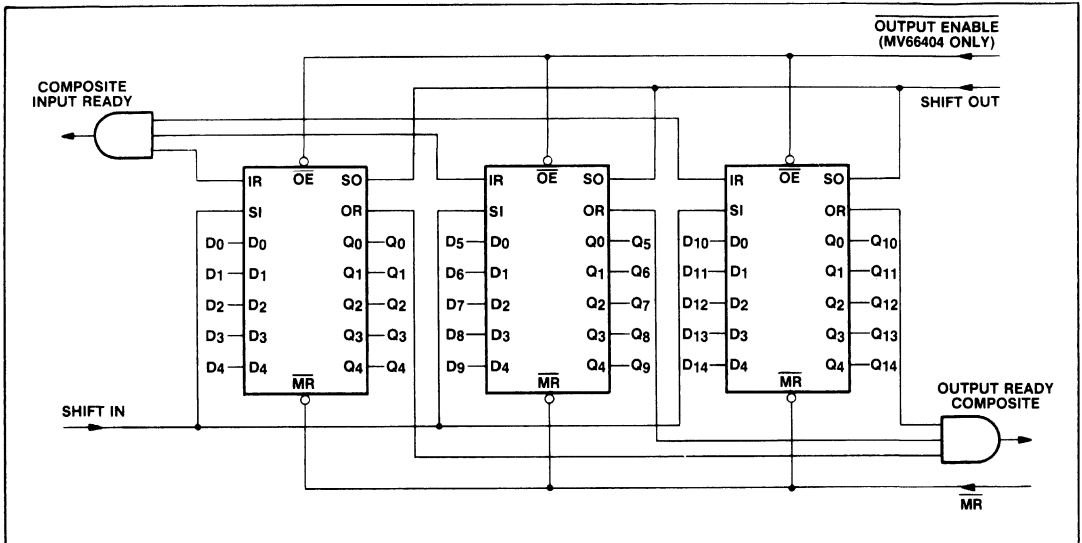 OUTPUT ENABLE
(MV66404 ONLY)
SHIFT OUT
COMPOSITE
INPUT READY
IR OE SO
SI OR
D0 D0 Q0 Q0
D1 D1 Q1 Q1
D2 D2 Q2 Q2
D3 D3 Q3 Q3
D4 D4 Q4 Q4
MR
IR OE SO
SI OR
D5 D0 Q0 Q5
D6 D1 Q1 Q6
D7 D2 Q2 Q7
D8 D3 Q3 Q8
D9 D4 Q4 Q9
MR
IR OE SO
SI OR
D10 D0 Q0 Q10
D11 D1 Q1 Q11
D12 D2 Q2 Q12
D13 D3 Q3 Q13
D14 D4 Q4 Q14
MR
SHIFT IN
OUTPUT READY
COMPOSITE
MR